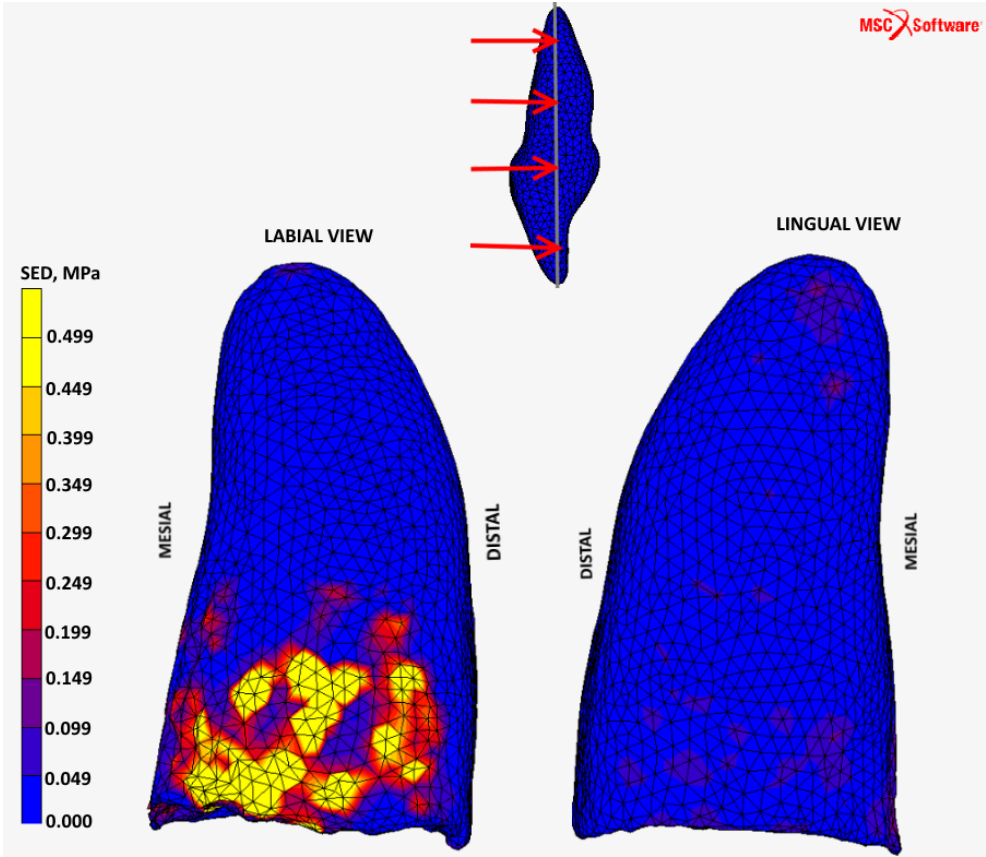 MSC Software
LABIAL VIEW
LINGUAL VIEW
SED, MPa
0.499
0.449
0.399
0.349
0.299
0.249
0.199
0.149
0.099
0.049
0.000
MESIAL
DISTAL
DISTAL
MESIAL